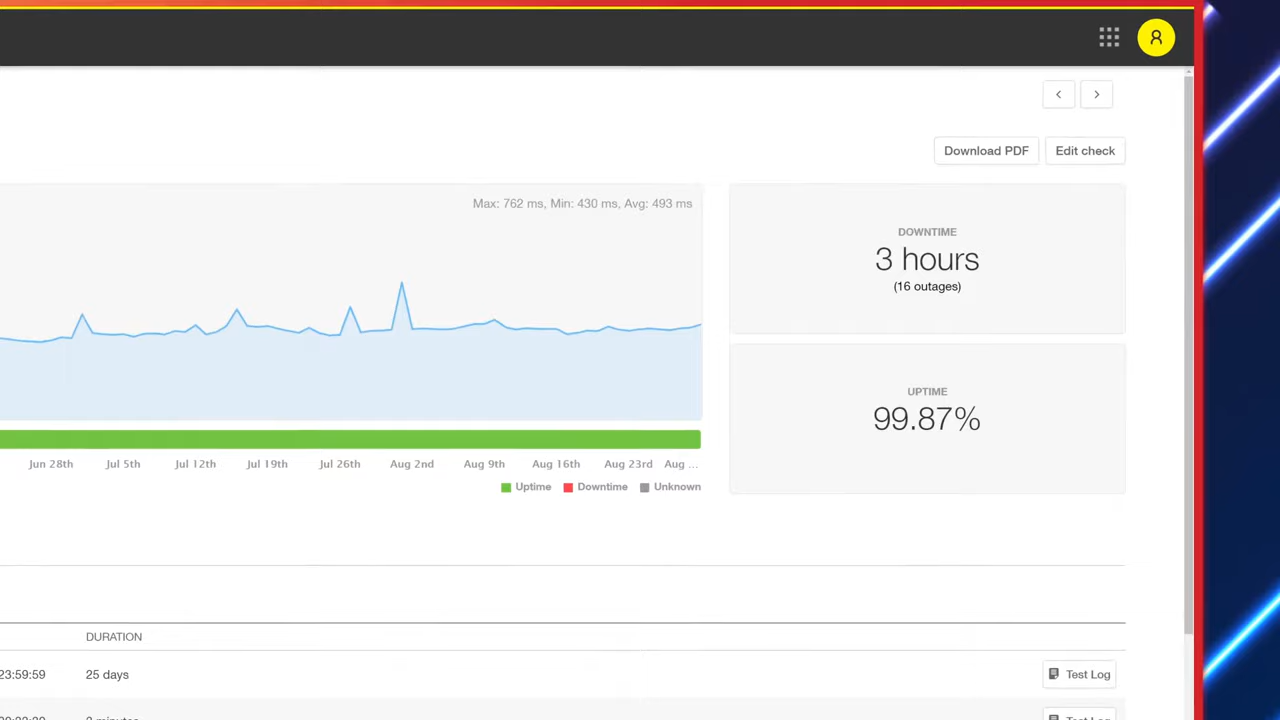 Download PDF
Edit check
Max: 762 ms, Min: 430 ms, Avg: 493 ms
DOWNTIME
3 hours
(16 outages)
UPTIME
99.87%
Jun 28th Jul 5th Jul 12th Jul 19th Jul 26th Aug 2nd Aug 9th Aug 16th Aug 23rd Aug ...
Uptime Downtime Unknown
DURATION
23:59:59 25 days Test Log